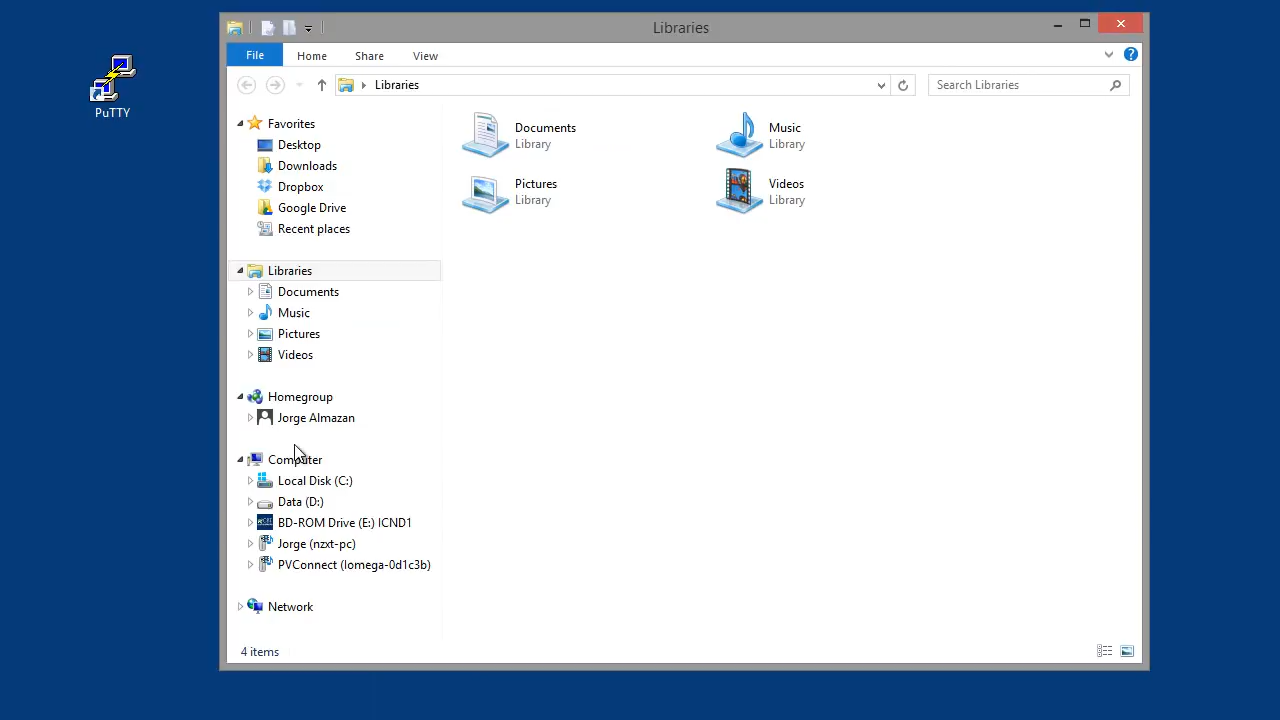 PuTTY
Libraries
File Home Share View
Libraries
Search Libraries
Favorites
Desktop
Downloads
Dropbox
Google Drive
Recent places
Libraries
Documents
Music
Pictures
Videos
Homegroup
Jorge Almazan
Computer
Local Disk (C:)
Data (D:)
BD-ROM Drive (E:) ICND1
Jorge (nzxt-pc)
PVConnect (Iomega-0d1c3b)
Network
Documents
Library
Music
Library
Pictures
Library
Videos
Library
4 items